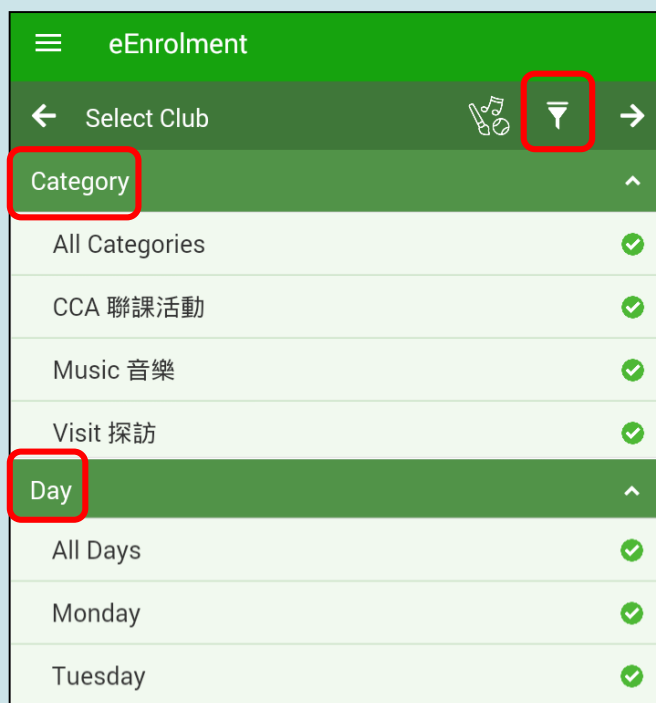 eEnrolment
Select Club
Category
All Categories
CCA 聯課活動
Music 音樂
Visit 探訪
Day
All Days
Monday
Tuesday